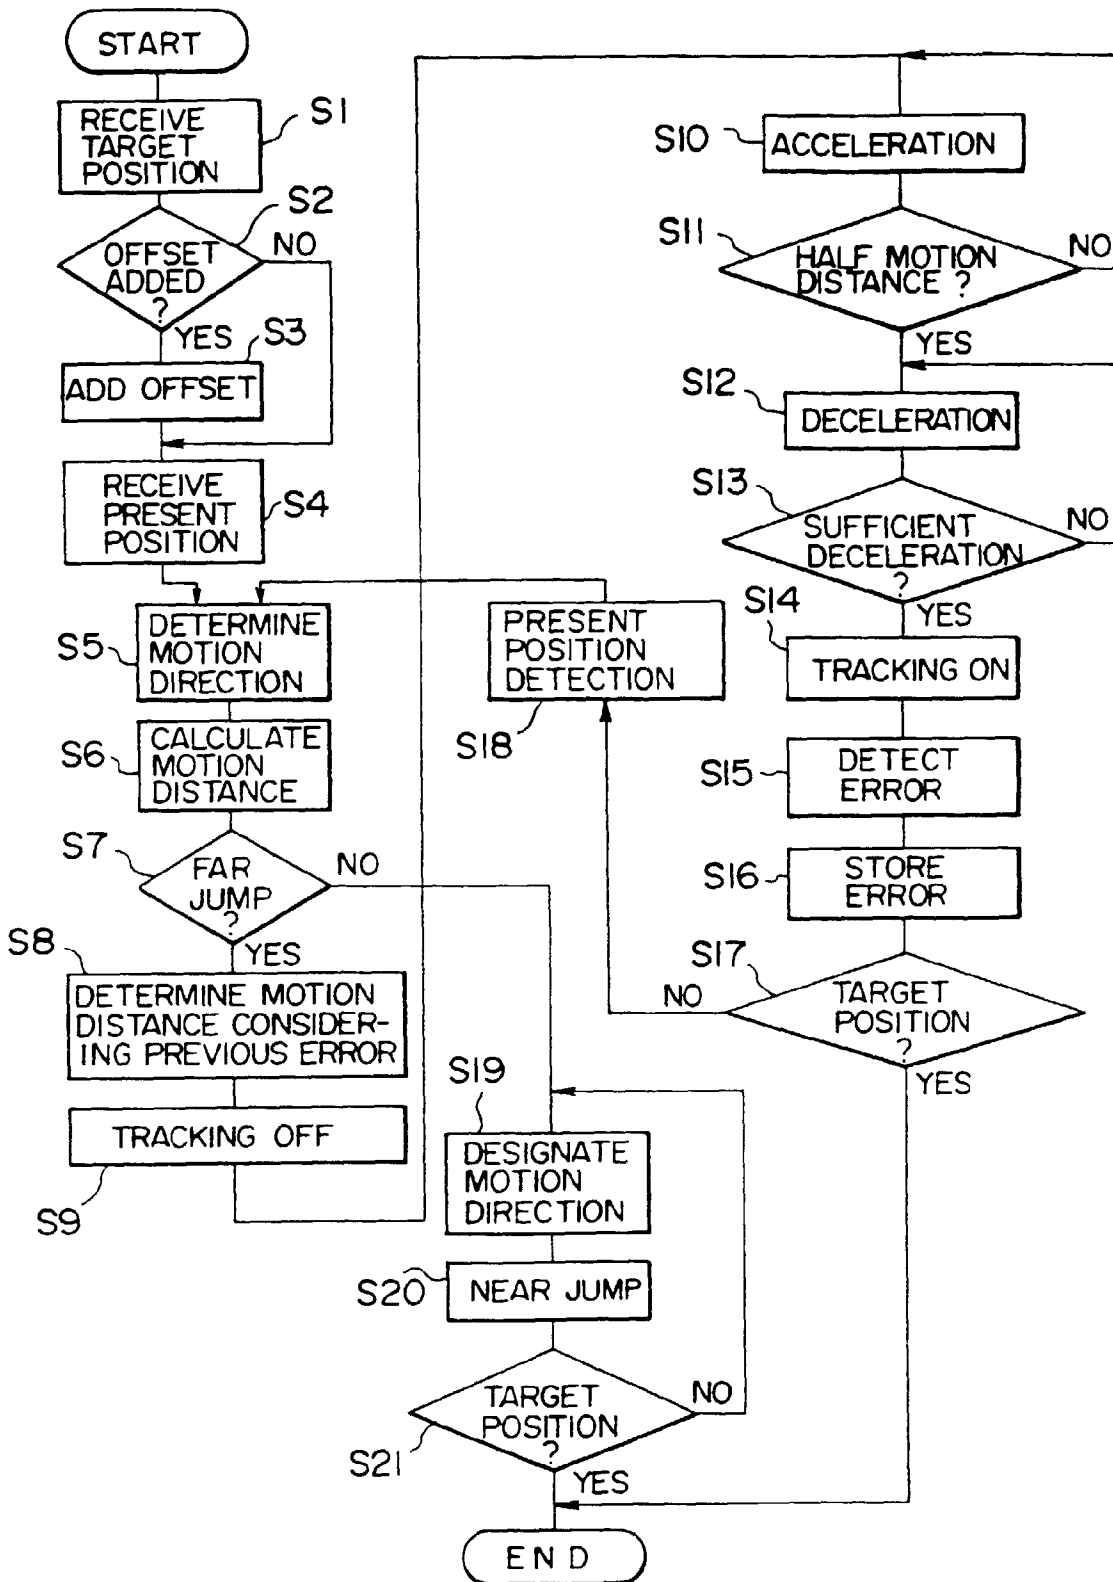 START
RECEIVE
TARGET
POSITION
S1
OFFSET
ADDED
?
S2
NO
YES
S3
ADD OFFSET
RECEIVE
PRESENT
POSITION
S4
S5
DETERMINE
MOTION
DIRECTION
S6
CALCULATE
MOTION
DISTANCE
S7
FAR
JUMP
?
NO
YES
S8
DETERMINE MOTION
DISTANCE CONSIDER-
ING PREVIOUS ERROR
TRACKING OFF
S9
S10
ACCELERATION
S11
HALF MOTION
DISTANCE ?
NO
YES
S12
DECELERATION
S13
SUFFICIENT
DECELERATION
?
NO
YES
S14
TRACKING ON
S15
DETECT
ERROR
S16
STORE
ERROR
S17
TARGET
POSITION
?
NO
YES
PRESENT
POSITION
DETECTION
S18
S19
DESIGNATE
MOTION
DIRECTION
S20
NEAR JUMP
TARGET
POSITION
?
S21
NO
YES
END